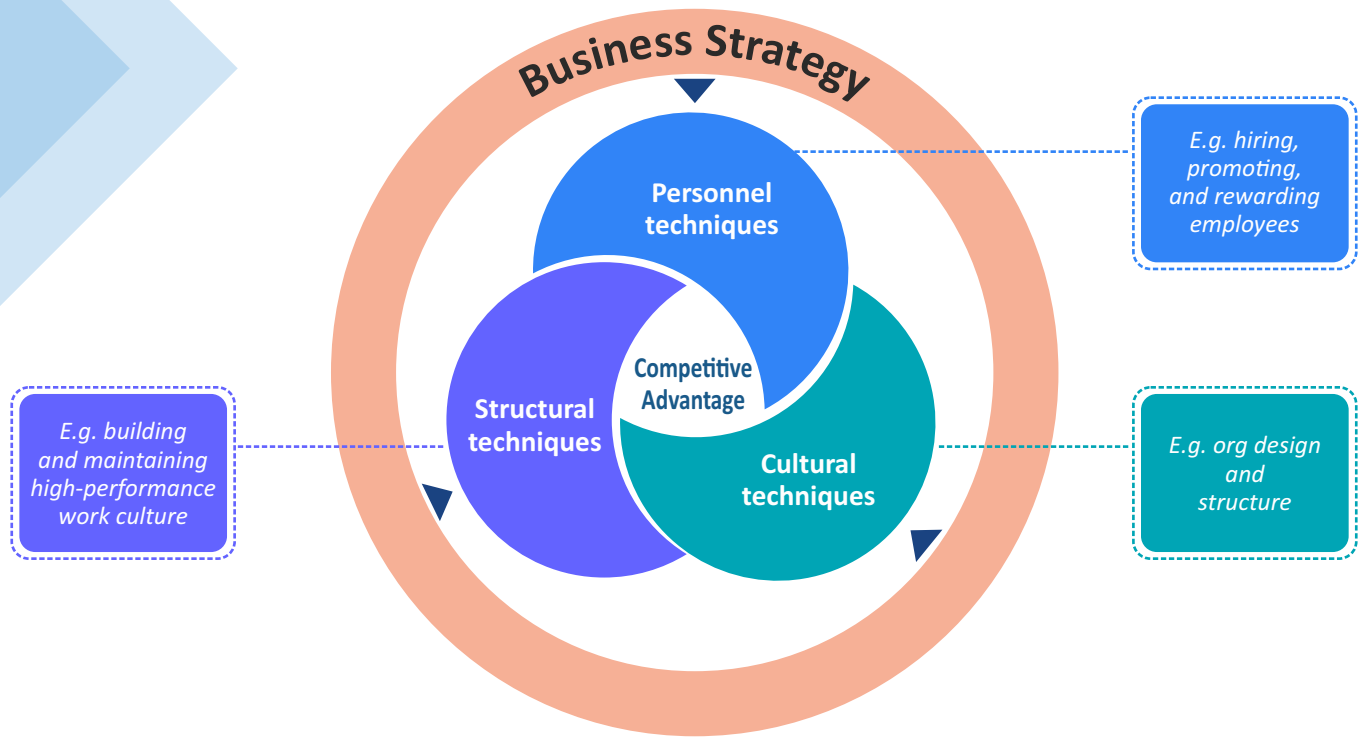 Business Strategy
E.g. hiring,
promoting,
and rewarding
employees
Personnel
techniques
Competitive
Advantage
Structural
techniques
E.g. building
and maintaining
high-performance
work culture
Cultural
techniques
E.g. org design
and
structure